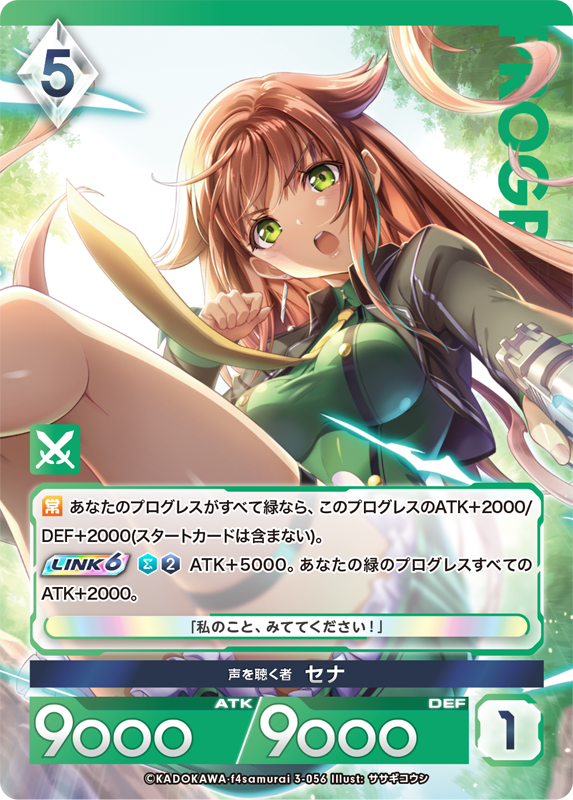 5
PROGR
常 あなたのプログレスがすべて緑なら、このプログレスのATK+2000/
DEF+2000(スタートカードは含まない)。
LINK6 Σ 2 ATK+5000。あなたの緑のプログレスすべての
ATK+2000。
「私のこと、みててください!」
声を聴く者 セナ
ATK
9000
DEF
9000
1
©KADOKAWA-f4samurai 3-056 Illust: ササギコウシ